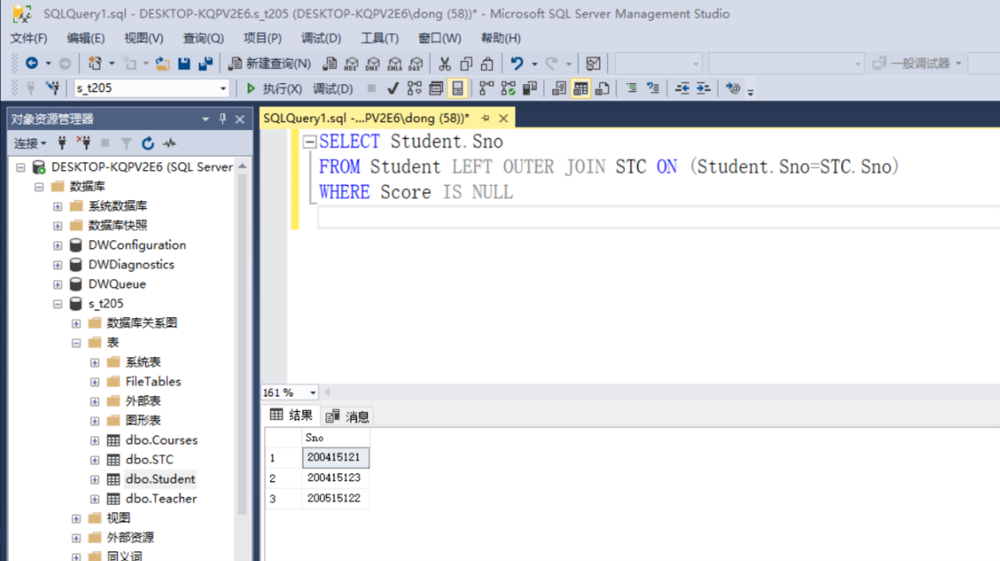 SQLQuery1.sql - DESKTOP-KQPV2E6.s_t205 (DESKTOP-KQPV2E6\dong (58))* - Microsoft SQL Server Management Studio
文件(F) 编辑(E) 视图(V) 查询(Q) 项目(P) 调试(D) 工具(T) 窗口(W) 帮助(H)
新建查询(N) MDX DMX XMLA DAX 一般调试器
s_t205 执行(X) 调试(D)
对象资源管理器
连接
DESKTOP-KQPV2E6 (SQL Server
数据库
系统数据库
数据库快照
DWConfiguration
DWDiagnostics
DWQueue
s_t205
数据库关系图
表
系统表
FileTables
外部表
图形表
dbo.Courses
dbo.STC
dbo.Student
dbo.Teacher
视图
外部资源
同义词
SQLQuery1.sql -...PV2E6\dong (58))*
SELECT Student.Sno
FROM Student LEFT OUTER JOIN STC ON (Student.Sno=STC.Sno)
WHERE Score IS NULL
161 %
结果 消息
Sno
1 200415121
2 200415123
3 200515122